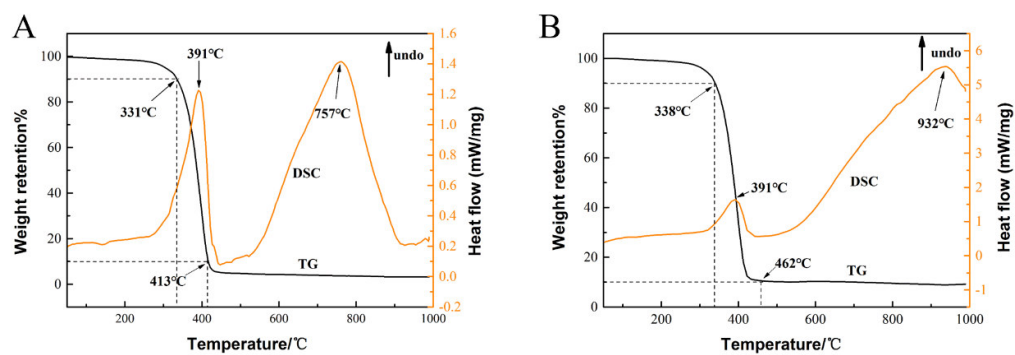 A
Weight retention%
100
80
60
40
20
0
391℃
331℃
413℃
757℃
undo
DSC
TG
1.6
1.4
1.2
1.0
0.8
0.6
0.4
0.2
0.0
-0.2
Heat flow (mW/mg)
200 400 600 800 1000
Temperature/℃
B
Weight retention%
100
80
60
40
20
0
338℃
391℃
462℃
932℃
undo
DSC
TG
6
5
4
3
2
1
0
-1
Heat flow (mW/mg)
200 400 600 800 1000
Temperature/℃